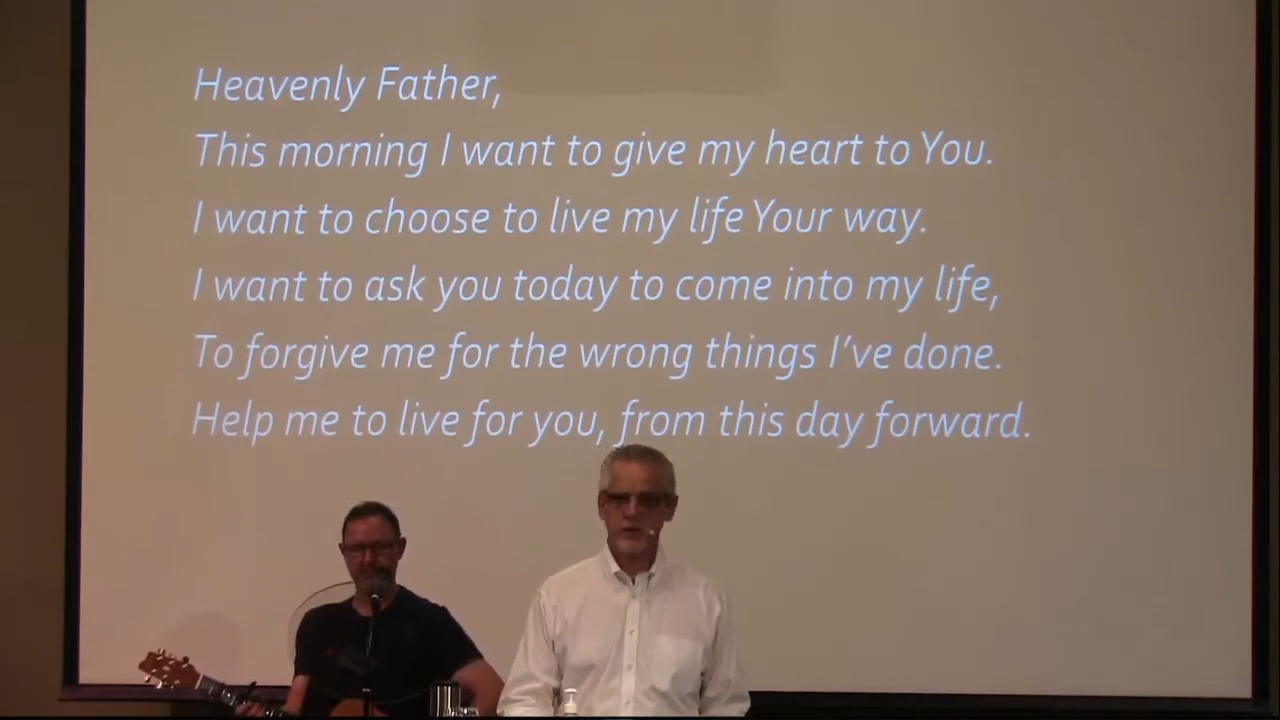 Heavenly Father,
This morning I want to give my heart to You.
I want to choose to live my life Your way.
I want to ask you today to come into my life,
To forgive me for the wrong things I've done.
Help me to live for you, from this day forward.